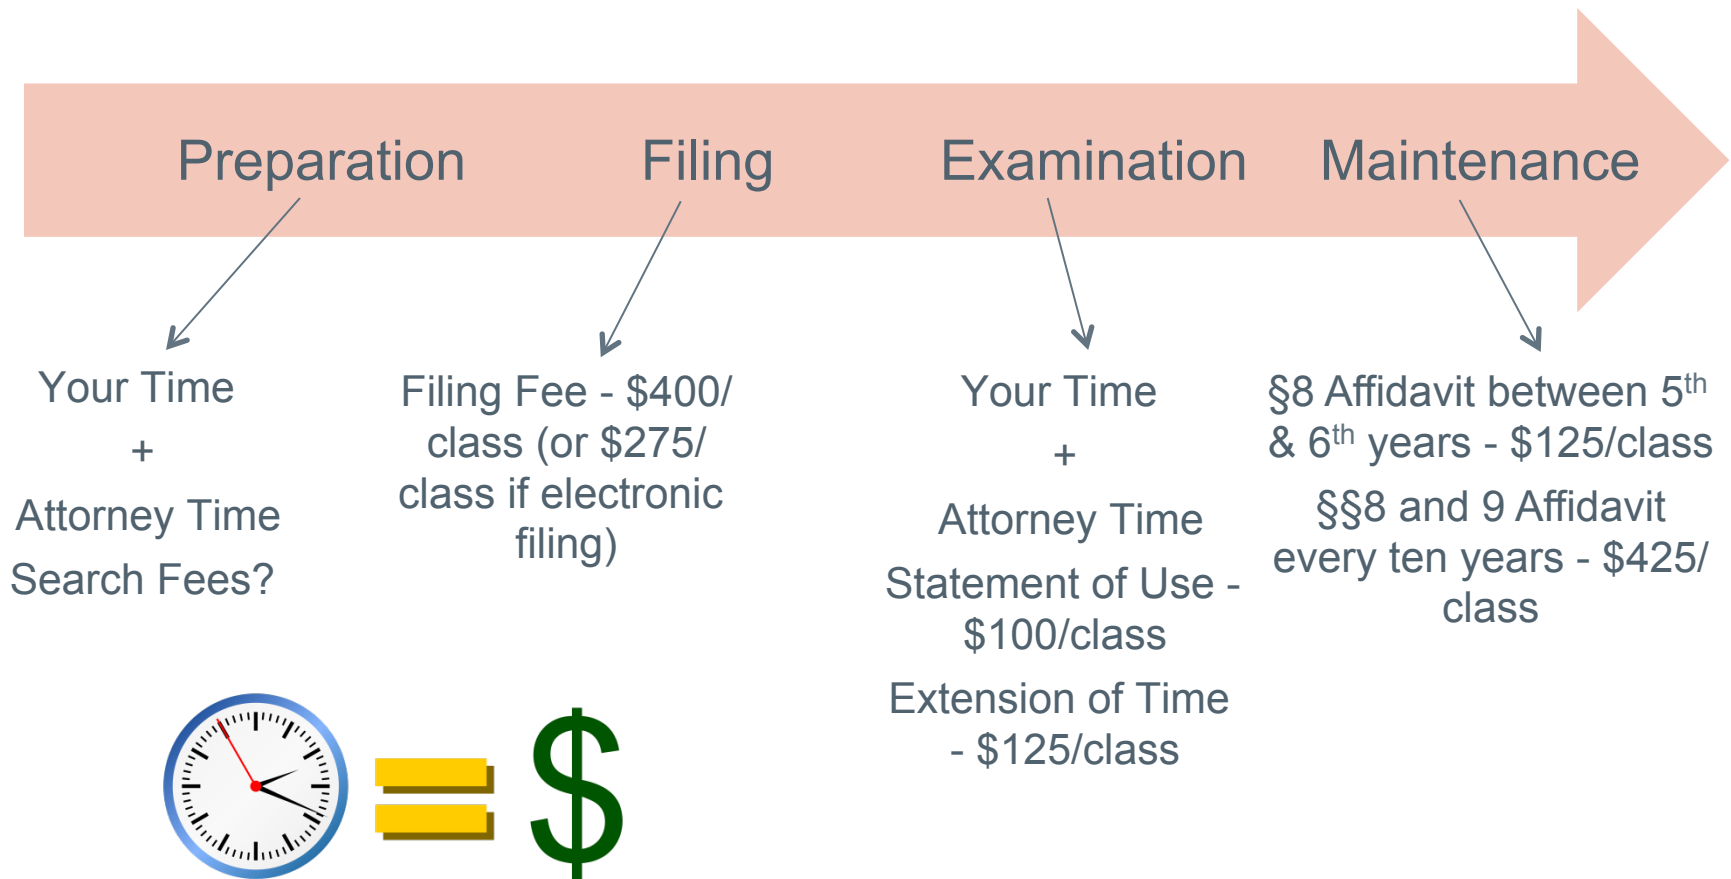 Preparation
Filing
Examination
Maintenance
Your Time
+
Attorney Time
Search Fees?
Filing Fee - $400/
class (or $275/
class if electronic
filing)
Your Time
+
Attorney Time
Statement of Use -
$100/class
Extension of Time
- $125/class
§8 Affidavit between 5th
& 6th years - $125/class
§§8 and 9 Affidavit
every ten years - $425/
class
$